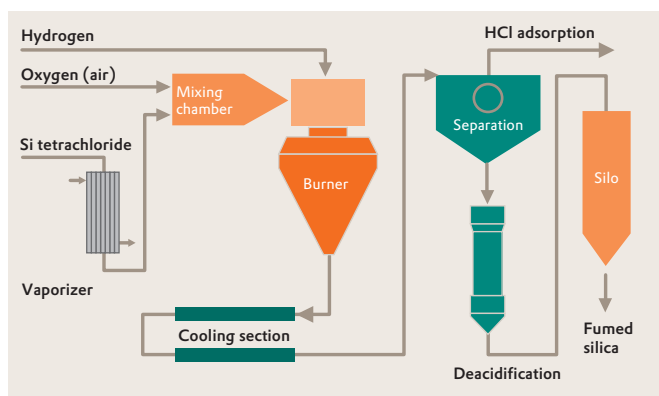 Hydrogen
HCl adsorption
Oxygen (air)
Mixing
chamber
Separation
Si tetrachloride
Burner
Silo
Vaporizer
Cooling section
Fumed
silica
Deacidification